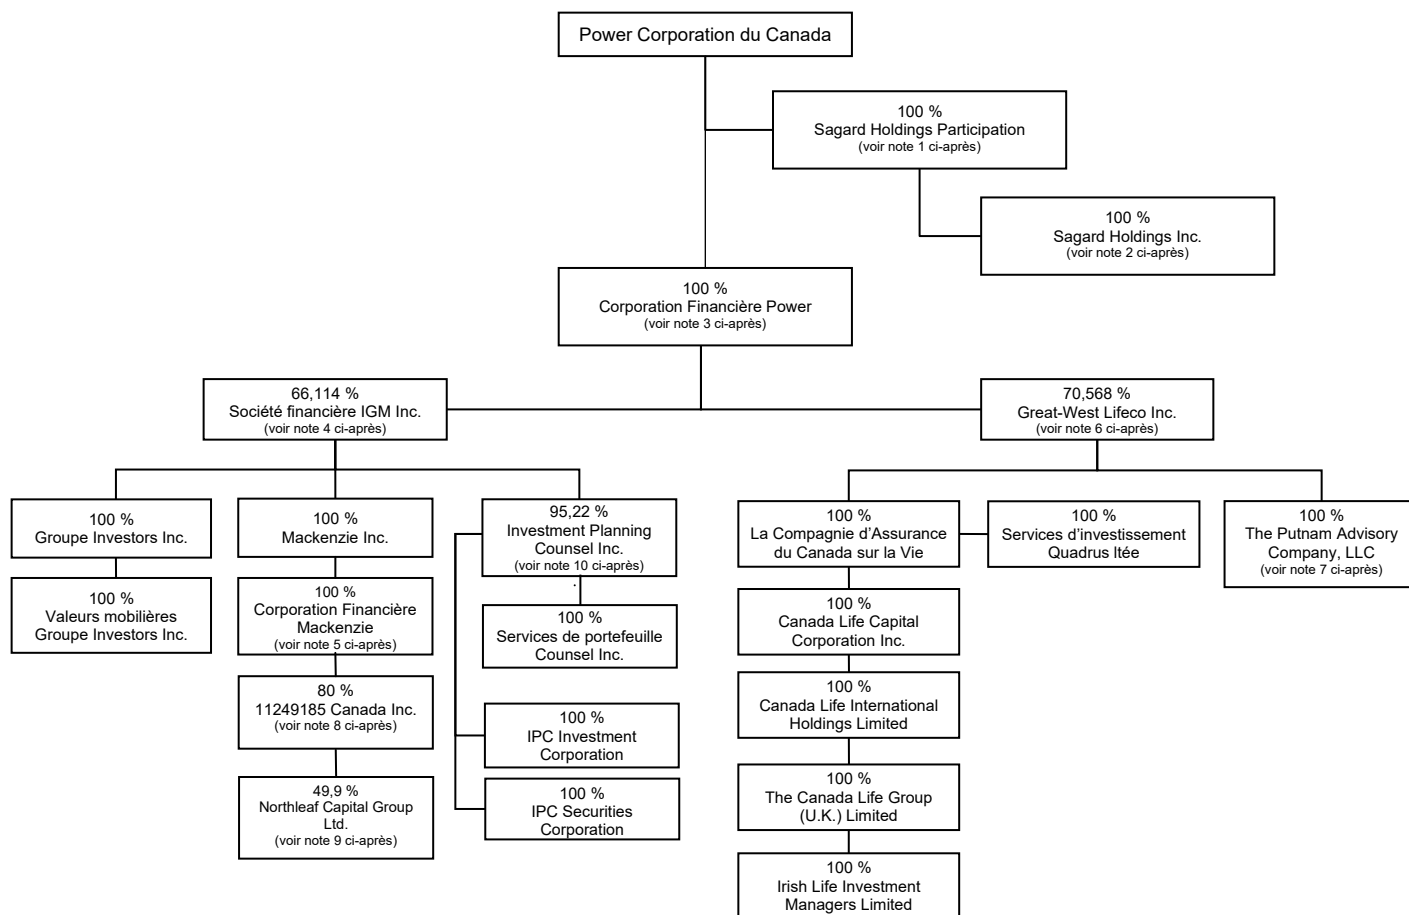 Power Corporation du Canada
100 %
Sagard Holdings Participation
(voir note 1 ci-après)
100 %
Sagard Holdings Inc.
(voir note 2 ci-après)
100 %
Corporation Financière Power
(voir note 3 ci-après)
66,114 %
Société financière IGM Inc.
(voir note 4 ci-après)
70,568 %
Great-West Lifeco Inc.
(voir note 6 ci-après)
100 %
Groupe Investors Inc.
100 %
Valeurs mobilières
Groupe Investors Inc.
100 %
Mackenzie Inc.
100 %
Corporation Financière
Mackenzie
(voir note 5 ci-après)
80 %
11249185 Canada Inc.
(voir note 8 ci-après)
49,9 %
Northleaf Capital Group
Ltd.
(voir note 9 ci-après)
95,22 %
Investment Planning
Counsel Inc.
(voir note 10 ci-après)
.
100 %
Services de portefeuille
Counsel Inc.
100 %
IPC Investment
Corporation
100 %
IPC Securities
Corporation
100 %
La Compagnie d’Assurance
du Canada sur la Vie
100 %
Services d’investissement
Quadrus ltée
100 %
The Putnam Advisory
Company, LLC
(voir note 7 ci-après)
100 %
Canada Life Capital
Corporation Inc.
100 %
Canada Life International
Holdings Limited
100 %
The Canada Life Group
(U.K.) Limited
100 %
Irish Life Investment
Managers Limited